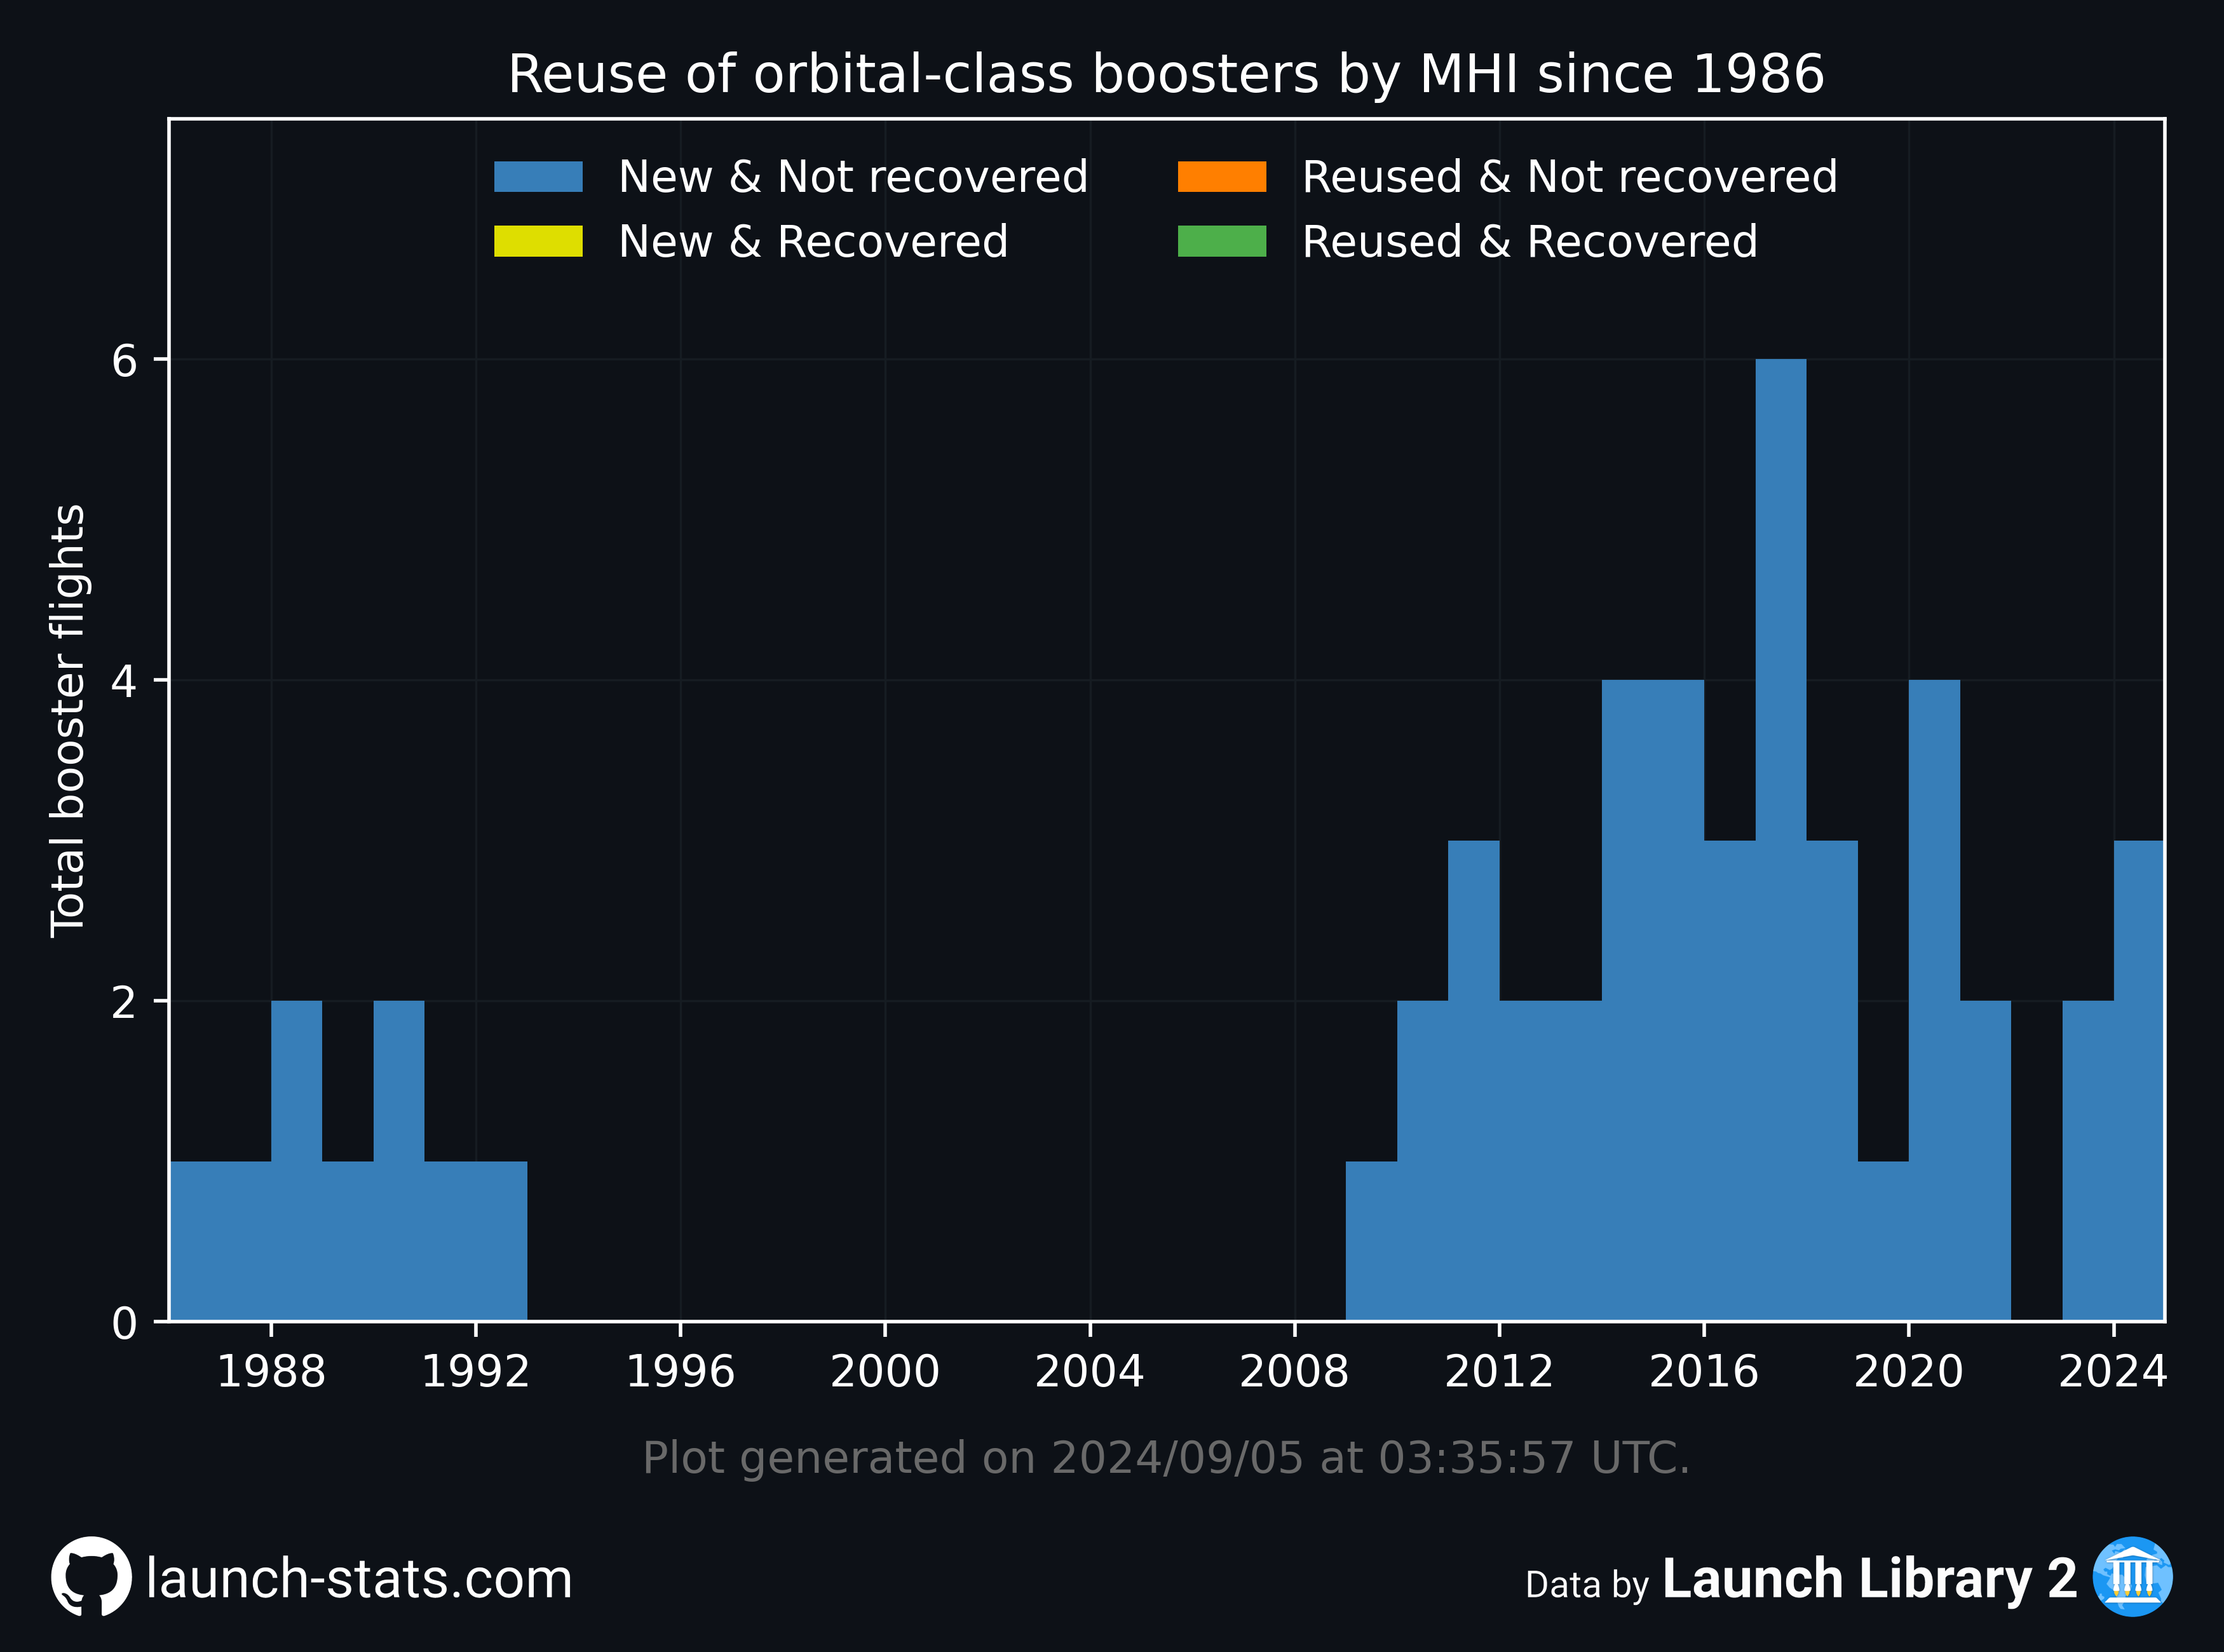 Reuse of orbital-class boosters by MHI since 1986
New & Not recovered
New & Recovered
Reused & Not recovered
Reused & Recovered
Total booster flights
6
4
2
0
1988 1992 1996 2000 2004 2008 2012 2016 2020 2024
Plot generated on 2024/09/05 at 03:35:57 UTC.
launch-stats.com
Data by Launch Library 2